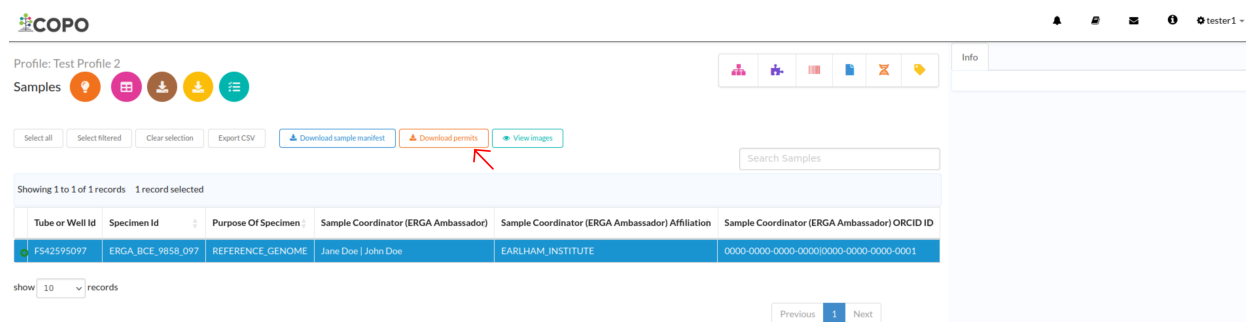 COPO
tester1
Profile: Test Profile 2
Info
Samples
Select all Select filtered Clear selection Export CSV Download sample manifest Download permits View images
Search Samples
Showing 1 to 1 of 1 records 1 record selected
Tube or Well Id Specimen Id Purpose Of Specimen Sample Coordinator (ERGA Ambassador) Sample Coordinator (ERGA Ambassador) Affiliation Sample Coordinator (ERGA Ambassador) ORCID ID
FS42595097 ERGA_BCE_9858_097 REFERENCE_GENOME Jane Doe | John Doe EARLHAM_INSTITUTE 0000-0000-0000-0000|0000-0000-0000-0001
show 10 records
Previous 1 Next